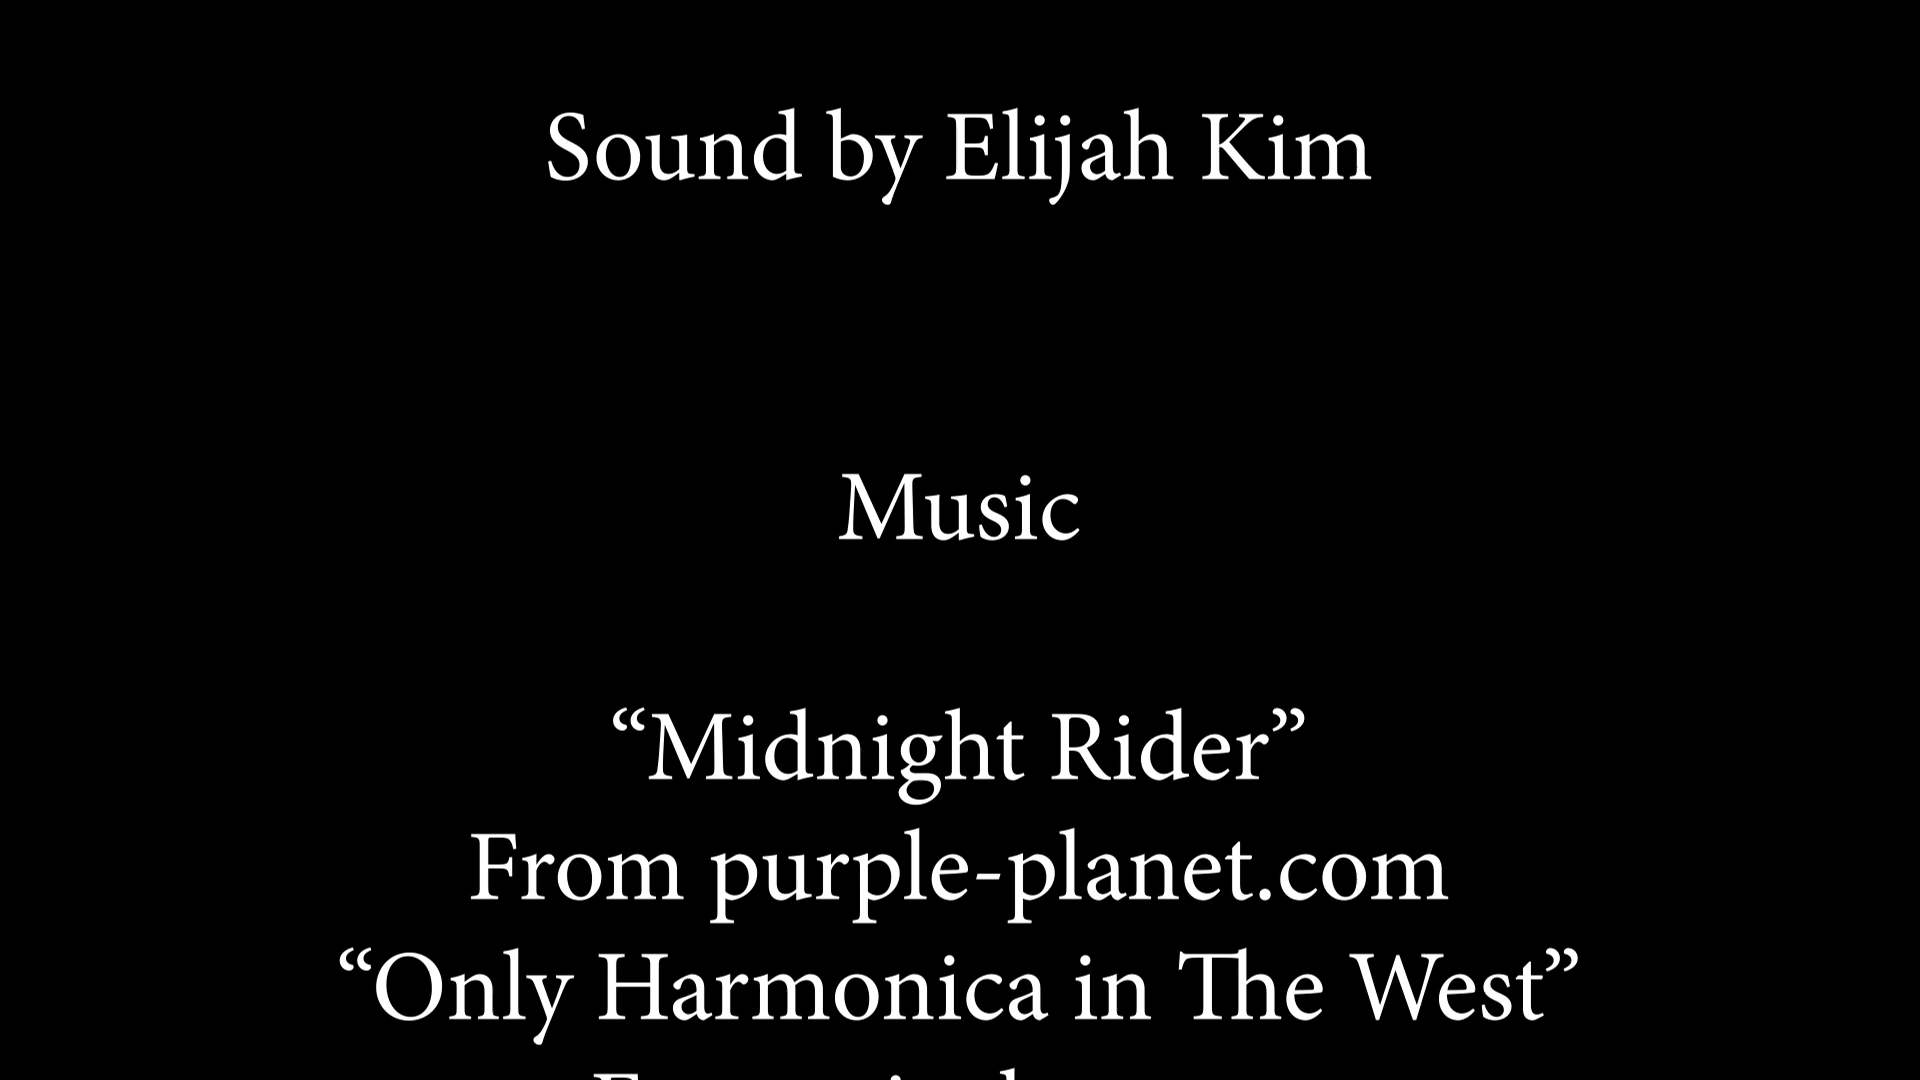 Sound by Elijah Kim
Music
“Midnight Rider”
From purple-planet.com
“Only Harmonica in The West”